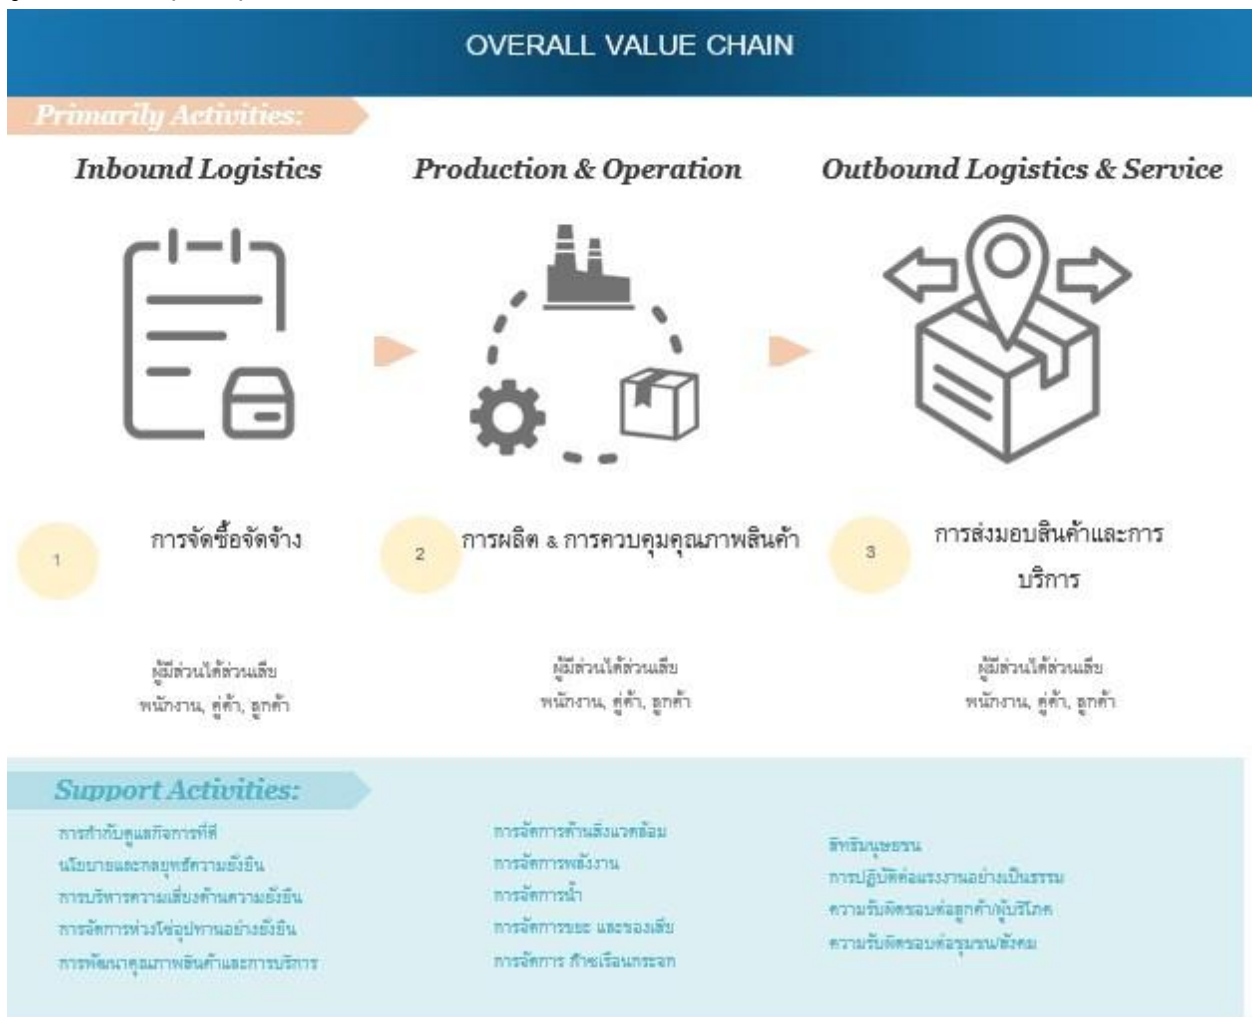 OVERALL VALUE CHAIN
Primarily Activities:
Inbound Logistics
Production & Operation
Outbound Logistics & Service
1
การจัดซื้อจัดจ้าง
2
การผลิต & การควบคุมคุณภาพสินค้า
3
การส่งมอบสินค้าและการ
บริการ
ผู้มีส่วนได้ส่วนเสีย
พนักงาน, คู่ค้า, ลูกค้า
ผู้มีส่วนได้ส่วนเสีย
พนักงาน, คู่ค้า, ลูกค้า
ผู้มีส่วนได้ส่วนเสีย
พนักงาน, คู่ค้า, ลูกค้า
Support Activities:
การกำกับดูแลกิจการที่ดี
นโยบายและกลยุทธ์ความยั่งยืน
การบริหารความเสี่ยงด้านความยั่งยืน
การจัดการห่วงโซ่อุปทานอย่างยั่งยืน
การพัฒนาคุณภาพสินค้าและการบริการ
การจัดการด้านสิ่งแวดล้อม
การจัดการพลังงาน
การจัดการน้ำ
การจัดการขยะ และของเสีย
การจัดการ ก๊าซเรือนกระจก
สิทธิมนุษยชน
การปฏิบัติต่อแรงงานอย่างเป็นธรรม
ความรับผิดชอบต่อลูกค้า/ผู้บริโภค
ความรับผิดชอบต่อชุมชน/สังคม